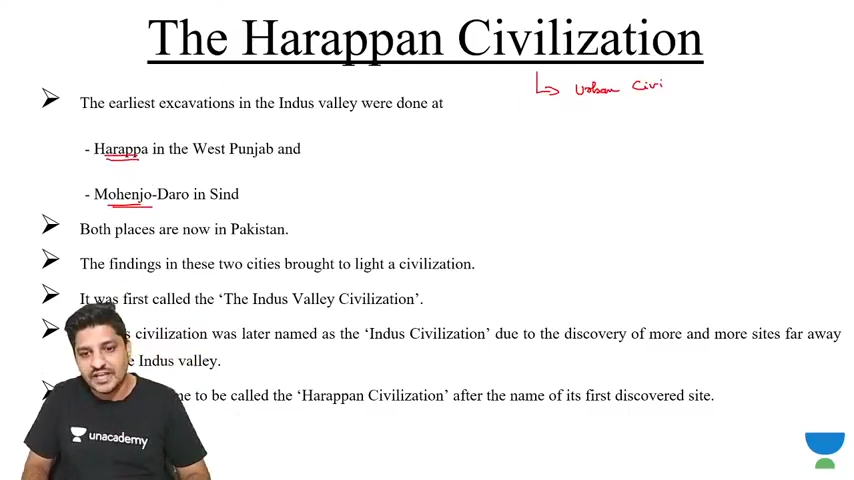 The Harappan Civilization
Urban Civi
The earliest excavations in the Indus valley were done at
- Harappa in the West Punjab and
- Mohenjo-Daro in Sind
Both places are now in Pakistan.
The findings in these two cities brought to light a civilization.
It was first called the ‘The Indus Valley Civilization’.
civilization was later named as the ‘Indus Civilization’ due to the discovery of more and more sites far away
Indus valley.
to be called the ‘Harappan Civilization’ after the name of its first discovered site.
unacademy